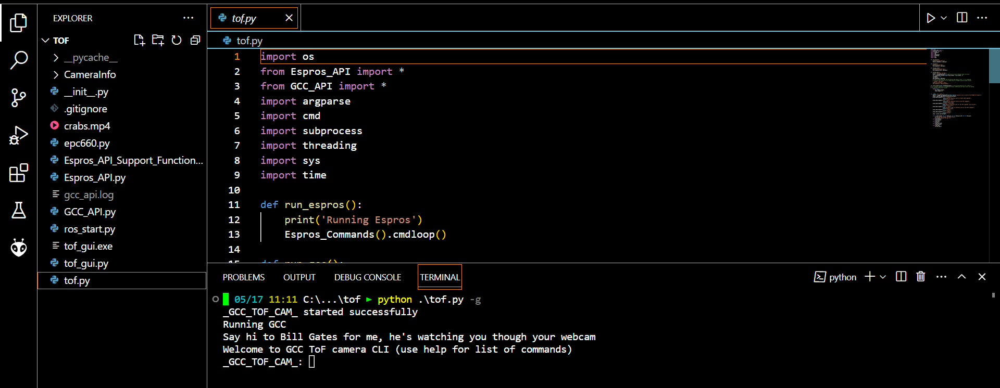 EXPLORER
TOF
__pycache__
CameraInfo
__init__.py
.gitignore
crabs.mp4
epc660.py
Espros_API_Support_Function...
Espros_API.py
gcc_api.log
GCC_API.py
ros_start.py
tof_gui.exe
tof_gui.py
tof.py
tof.py
tof.py
1 import os
2 from Espros_API import *
3 from GCC_API import *
4 import argparse
5 import cmd
6 import subprocess
7 import threading
8 import sys
9 import time
10
11 def run_espros():
12 print('Running Espros')
13 Espros_Commands().cmdloop()
14
15 def run_gcc():
PROBLEMS OUTPUT DEBUG CONSOLE TERMINAL python
05/17 11:11 C:\...\tof ► python .\tof.py -g
_GCC_TOF_CAM_ started successfully
Running GCC
Say hi to Bill Gates for me, he's watching you though your webcam
Welcome to GCC ToF camera CLI (use help for list of commands)
_GCC_TOF_CAM_: